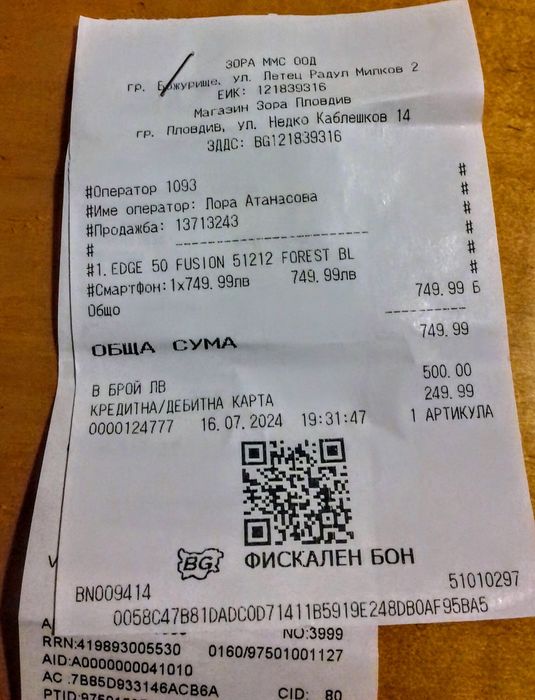 ЗОРА ММС ООД
гр. Божурище, ул. Летец Радул Милков 2
ЕИК: 121839316
Магазин Зора Пловдив
гр. Пловдив, ул. Недко Каблешков 14
ЗДДС: BG121839316
#Оператор 1093 #
#Име оператор: Лора Атанасова #
#Продажба: 13713243 #
# -------------------- #
#1. EDGE 50 FUSION 51212 FOREST BL #
#Смартфон:1x749.99лв 749.99лв #
Общо 749.99 Б
----------
ОБЩА СУМА 749.99
В БРОЙ ЛВ 500.00
КРЕДИТНА/ДЕБИТНА КАРТА 249.99
0000124777 16.07.2024 19:31:47 1 АРТИКУЛА
BG ФИСКАЛЕН БОН
BN009414 51010297
0058C47B81DADC0D71411B5919E248DB0AF95BA5
NO:3999
RRN:419893005530 0160/97501001127
AID:A0000000041010
AC :7B85D933146ACB6A
CID: 80